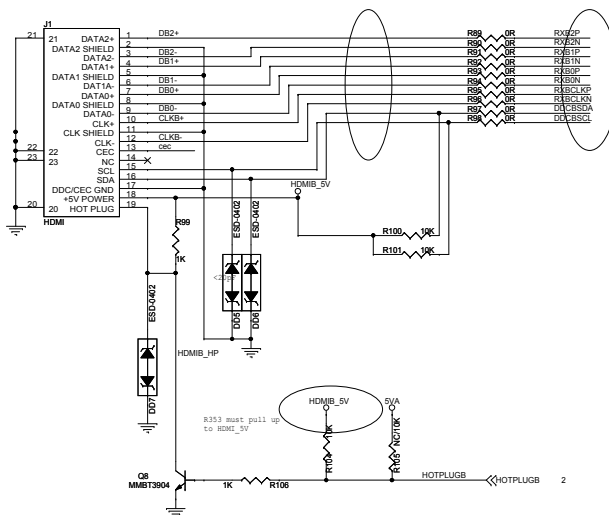 J1
21 21 DATA2+ 1 DB2+ R89 0R RXB2P
DATA2 SHIELD 2 R90 0R RXB2N
DATA2- 3 DB2- R91 0R RXB1P
DATA1+ 4 DB1+ R92 0R RXB1N
DATA1 SHIELD 5 R93 0R RXB0P
DAT1A- 6 DB1- R94 0R RXB0N
DATA0+ 7 DB0+ R95 0R RXBCLKP
DATA0 SHIELD 8 R96 0R RXBCLKN
DATA0- 9 DB0- R97 0R DDCBSDA
CLK+ 10 CLKB+ R98 0R DDCBSCL
CLK SHIELD 11
CLK- 12 CLKB-
22 22 CEC 13 cec
23 23 NC 14
SCL 15
SDA 16
DDC/CEC GND 17
+5V POWER 18
20 20 HOT PLUG 19
HDMI
HDMIB_5V
R99
1K
ESD-0402
ESD-0402
R100 10K
R101 10K
<20pF
DD5
DD6
ESD-0402
HDMIB_HP
DD7
R353 must pull up
to HDMI_5V
HDMIB_5V
5VA
R104 10K
R105 NC/10K
Q8
MMBT3904
1K R106
HOTPLUGB
HOTPLUGB 2